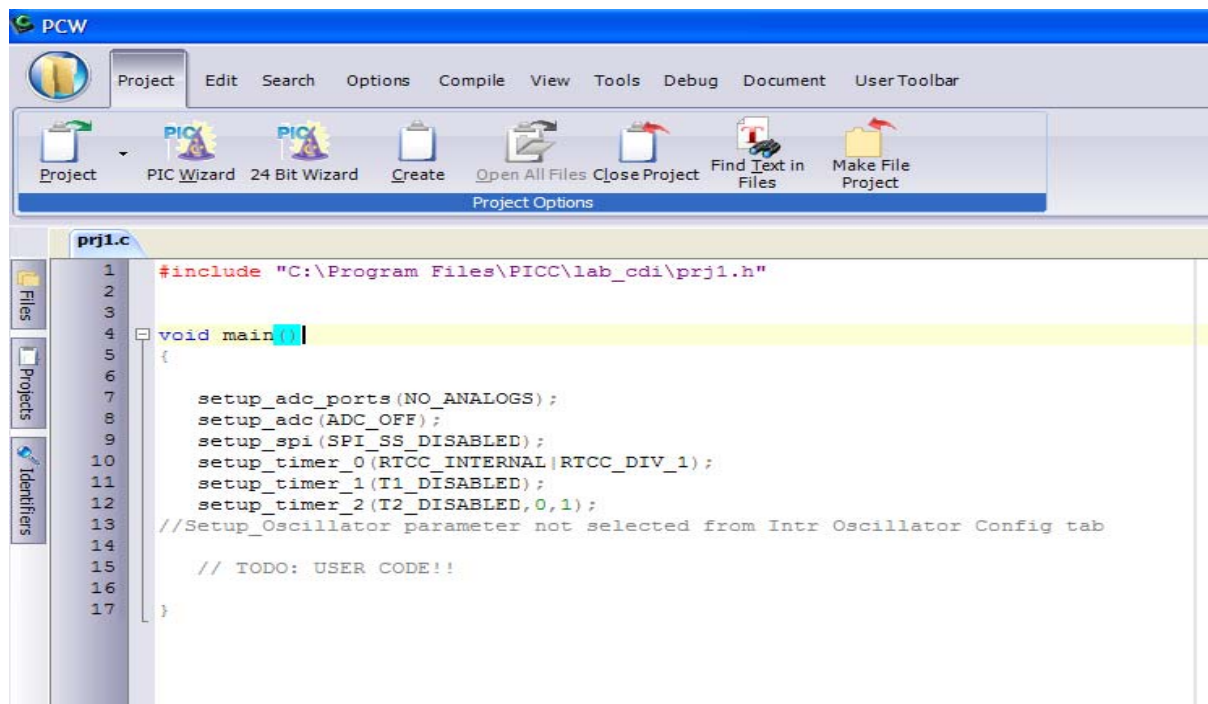 PCW
Project Edit Search Options Compile View Tools Debug Document User Toolbar
Project PIC Wizard 24 Bit Wizard Create Open All Files Close Project Find Text in Files Make File Project
Project Options
prj1.c
Files
Projects
Identifiers
1 #include "C:\Program Files\PICC\lab_cdi\prj1.h"
2
3
4 void main()
5 {
6
7 setup_adc_ports(NO_ANALOGS);
8 setup_adc(ADC_OFF);
9 setup_spi(SPI_SS_DISABLED);
10 setup_timer_0(RTCC_INTERNAL|RTCC_DIV_1);
11 setup_timer_1(T1_DISABLED);
12 setup_timer_2(T2_DISABLED,0,1);
13 //Setup_Oscillator parameter not selected from Intr Oscillator Config tab
14
15 // TODO: USER CODE!!
16
17 }